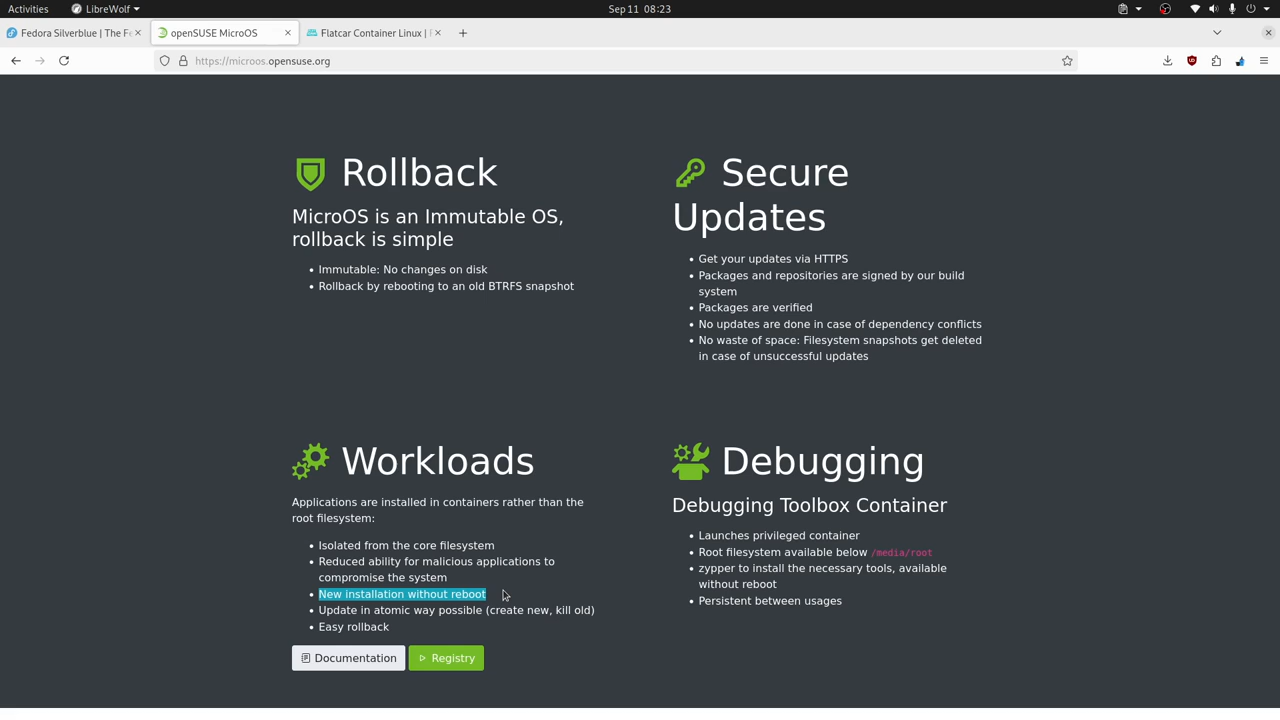 Activities
LibreWolf
Sep 11 08:23
Fedora Silverblue | The Fe
openSUSE MicroOS
Flatcar Container Linux |
https://microos.opensuse.org
Rollback
MicroOS is an Immutable OS,
rollback is simple
• Immutable: No changes on disk
• Rollback by rebooting to an old BTRFS snapshot
Secure
Updates
• Get your updates via HTTPS
• Packages and repositories are signed by our build
system
• Packages are verified
• No updates are done in case of dependency conflicts
• No waste of space: Filesystem snapshots get deleted
in case of unsuccessful updates
Workloads
Applications are installed in containers rather than the
root filesystem:
• Isolated from the core filesystem
• Reduced ability for malicious applications to
compromise the system
• New installation without reboot
• Update in atomic way possible (create new, kill old)
• Easy rollback
Documentation
Registry
Debugging
Debugging Toolbox Container
• Launches privileged container
• Root filesystem available below /media/root
• zypper to install the necessary tools, available
without reboot
• Persistent between usages